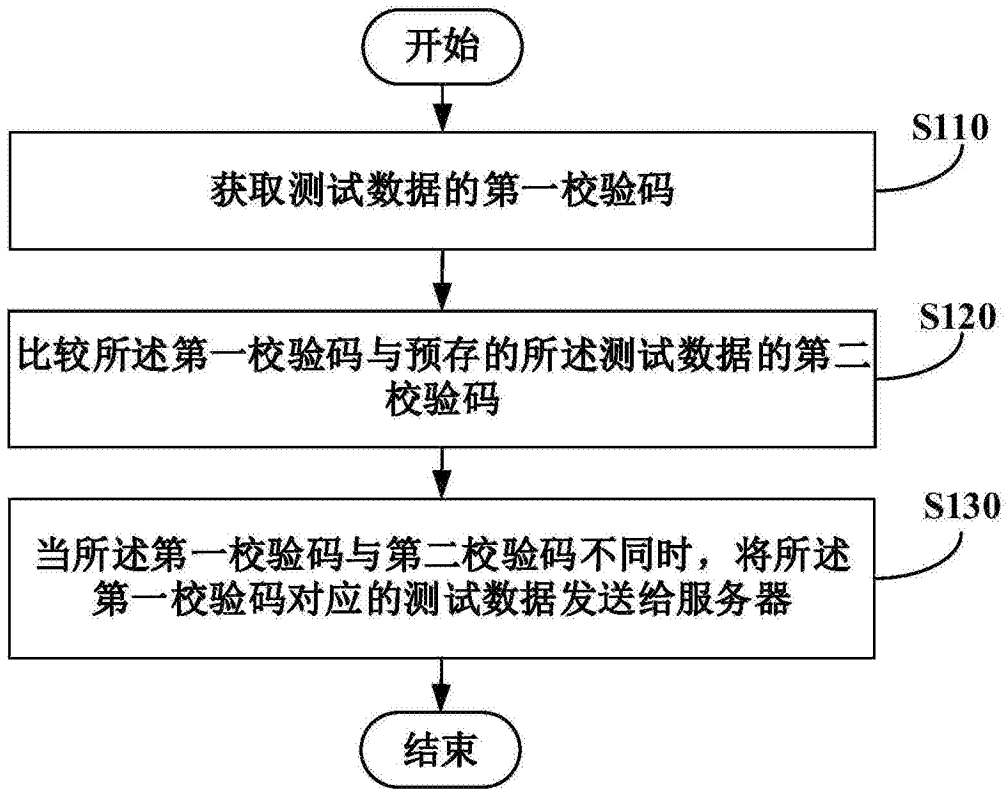 开始
S110
获取测试数据的第一校验码
S120
比较所述第一校验码与预存的所述测试数据的第二
校验码
S130
当所述第一校验码与第二校验码不同时，将所述
第一校验码对应的测试数据发送给服务器
结束